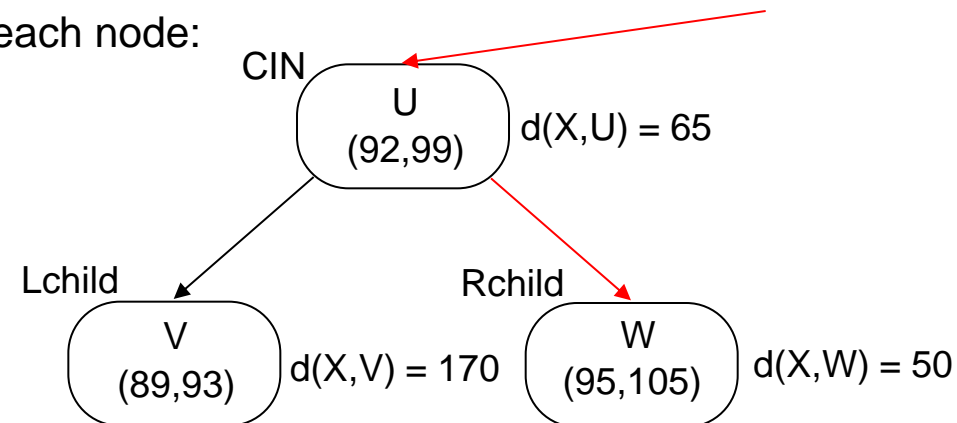 each node:
CIN
U
(92,99)
d(X,U) = 65
Lchild
Rchild
V
(89,93)
d(X,V) = 170
W
(95,105)
d(X,W) = 50